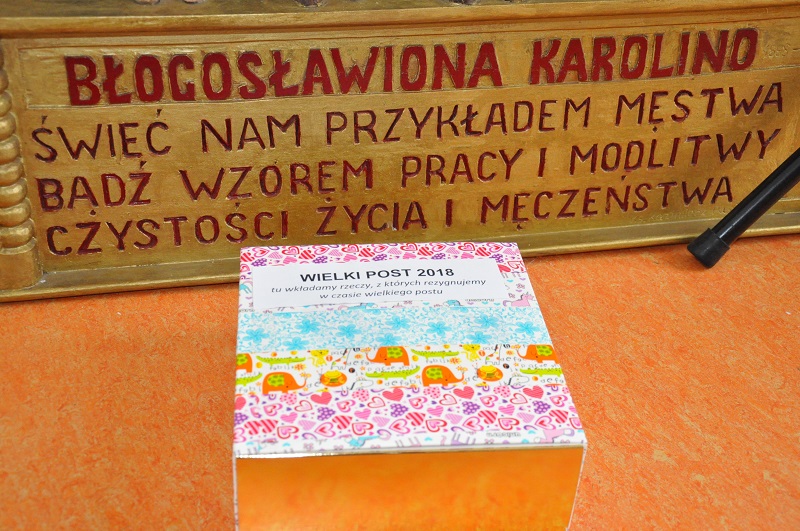 BŁOGOSŁAWIONA KAROLINO
ŚWIĘĆ NAM PRZYKŁADEM MĘSTWA
BĄDŹ WZOREM PRACY I MODLITWY
CZYSTOŚCI ŻYCIA I MĘCZEŃSTWA
WIELKI POST 2018
tu wkładamy rzeczy, z których rezygnujemy
w czasie wielkiego postu